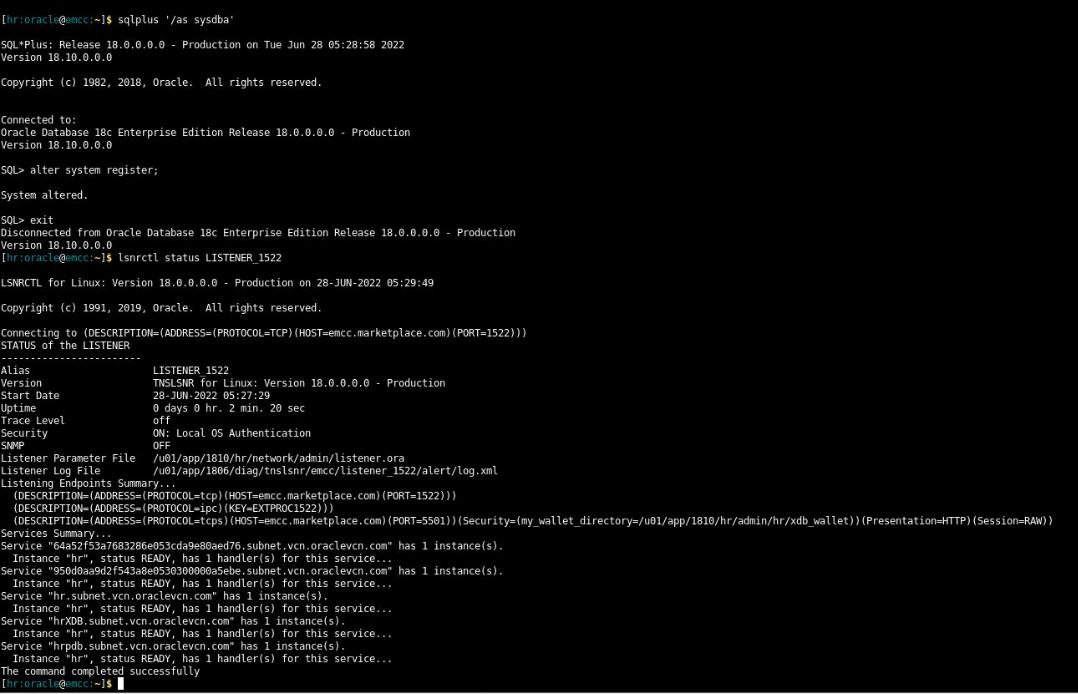 [hr:oracle@emcc:~]$ sqlplus '/as sysdba'
SQL*Plus: Release 18.0.0.0.0 - Production on Tue Jun 28 05:28:58 2022
Version 18.10.0.0.0
Copyright (c) 1982, 2018, Oracle.  All rights reserved.
Connected to:
Oracle Database 18c Enterprise Edition Release 18.0.0.0.0 - Production
Version 18.10.0.0.0
SQL> alter system register;
System altered.
SQL> exit
Disconnected from Oracle Database 18c Enterprise Edition Release 18.0.0.0.0 - Production
Version 18.10.0.0.0
[hr:oracle@emcc:~]$ lsnrctl status LISTENER_1522
LSNRCTL for Linux: Version 18.0.0.0.0 - Production on 28-JUN-2022 05:29:49
Copyright (c) 1991, 2019, Oracle.  All rights reserved.
Connecting to (DESCRIPTION=(ADDRESS=(PROTOCOL=TCP)(HOST=emcc.marketplace.com)(PORT=1522)))
STATUS of the LISTENER
------------------------
Alias                     LISTENER_1522
Version                   TNSLSNR for Linux: Version 18.0.0.0.0 - Production
Start Date                28-JUN-2022 05:27:29
Uptime                    0 days 0 hr. 2 min. 20 sec
Trace Level               off
Security                  ON: Local OS Authentication
SNMP                      OFF
Listener Parameter File   /u01/app/1810/hr/network/admin/listener.ora
Listener Log File         /u01/app/1806/diag/tnslsnr/emcc/listener_1522/alert/log.xml
Listening Endpoints Summary...
  (DESCRIPTION=(ADDRESS=(PROTOCOL=tcp)(HOST=emcc.marketplace.com)(PORT=1522)))
  (DESCRIPTION=(ADDRESS=(PROTOCOL=ipc)(KEY=EXTPROC1522)))
  (DESCRIPTION=(ADDRESS=(PROTOCOL=tcps)(HOST=emcc.marketplace.com)(PORT=5501))(Security=(my_wallet_directory=/u01/app/1810/hr/admin/hr/xdb_wallet))(Presentation=HTTP)(Session=RAW))
Services Summary...
Service "64a52f53a7683286e053cda9e80aed76.subnet.vcn.oraclevcn.com" has 1 instance(s).
  Instance "hr", status READY, has 1 handler(s) for this service...
Service "950d0aa9d2f543a8e0530300000a5ebe.subnet.vcn.oraclevcn.com" has 1 instance(s).
  Instance "hr", status READY, has 1 handler(s) for this service...
Service "hr.subnet.vcn.oraclevcn.com" has 1 instance(s).
  Instance "hr", status READY, has 1 handler(s) for this service...
Service "hrXDB.subnet.vcn.oraclevcn.com" has 1 instance(s).
  Instance "hr", status READY, has 1 handler(s) for this service...
Service "hrpdb.subnet.vcn.oraclevcn.com" has 1 instance(s).
  Instance "hr", status READY, has 1 handler(s) for this service...
The command completed successfully
[hr:oracle@emcc:~]$